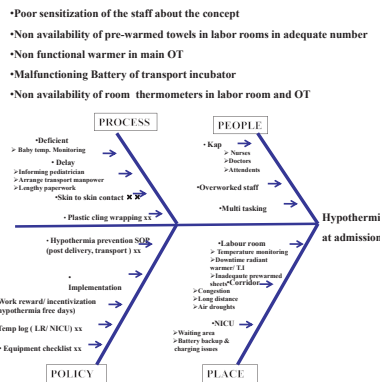 •Poor sensitization of the staff about the concept
•Non availability of pre-warmed towels in labor rooms in adequate number
•Non functional warmer in main OT
•Malfunctioning Battery of transport incubator
•Non availability of room thermometers in labor room and OT
PROCESS
PEOPLE
•Deficient
➢ Baby temp. Monitoring
• Delay
➢Informing pediatrician
➢Arrange transport manpower
➢Lengthy paperwork
•Skin to skin contact ✖✖
• Plastic cling wrapping xx
• Kap
➢ Nurses
➢Doctors
➢Attendents
•Overworked staff
•Multi tasking
Hypothermi
at admission
• Hypothermia prevention SOP
(post delivery, transport ) xx
•
Implementation
Work reward/ incentivization
hypothermia free days)
Temp log ( LR/ NICU) xx
• Equipment checklist xx
•Labour room
➢ Temperature monitoring
➢Downtime radiant
warmer/ T.I
➢Inadequate prewarmed
sheets
•Corridor
➢Congestion
➢Long distance
➢Air droughts
•NICU
➢Waiting area
➢Battery backup &
charging issues
POLICY
PLACE